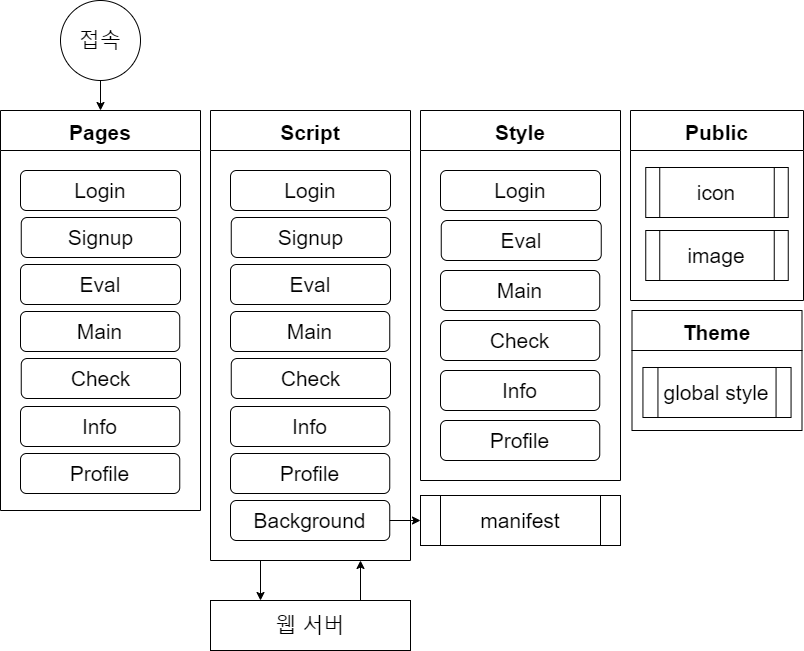 접속
Pages
Login
Signup
Eval
Main
Check
Info
Profile
Script
Login
Signup
Eval
Main
Check
Info
Profile
Background
웹 서버
Style
Login
Eval
Main
Check
Info
Profile
manifest
Public
icon
image
Theme
global style